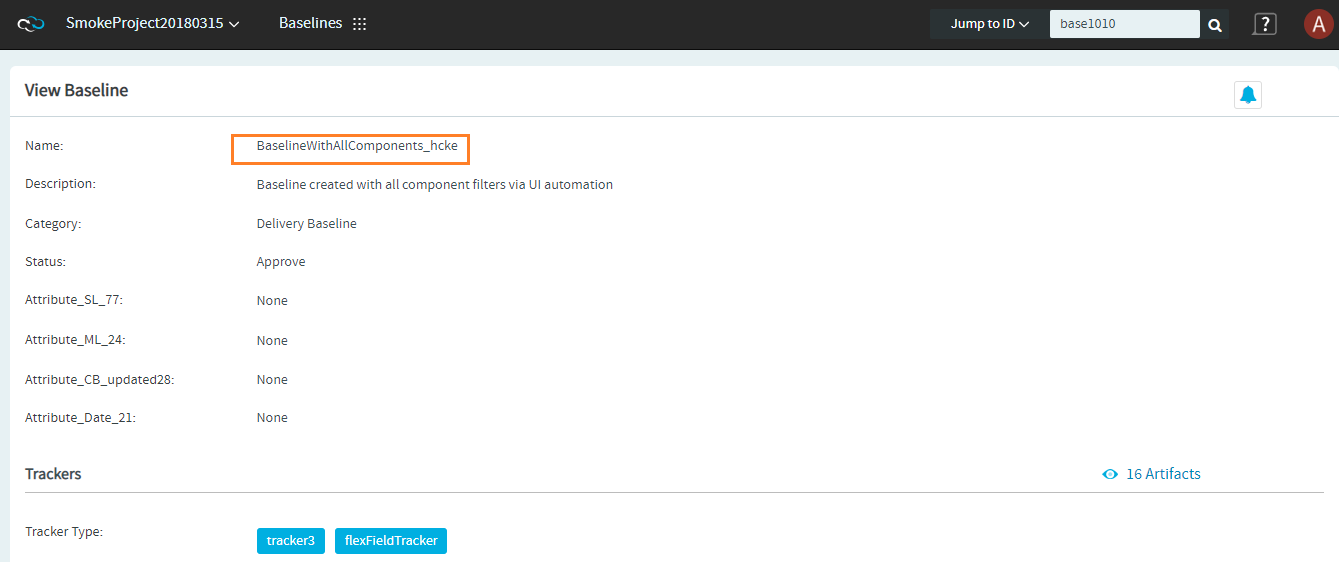 SmokeProject20180315 Baselines Jump to ID base1010 ? A
View Baseline
Name: BaselineWithAllComponents_hcke
Description: Baseline created with all component filters via UI automation
Category: Delivery Baseline
Status: Approve
Attribute_SL_77: None
Attribute_ML_24: None
Attribute_CB_updated28: None
Attribute_Date_21: None
Trackers 16 Artifacts
Tracker Type: tracker3 flexFieldTracker